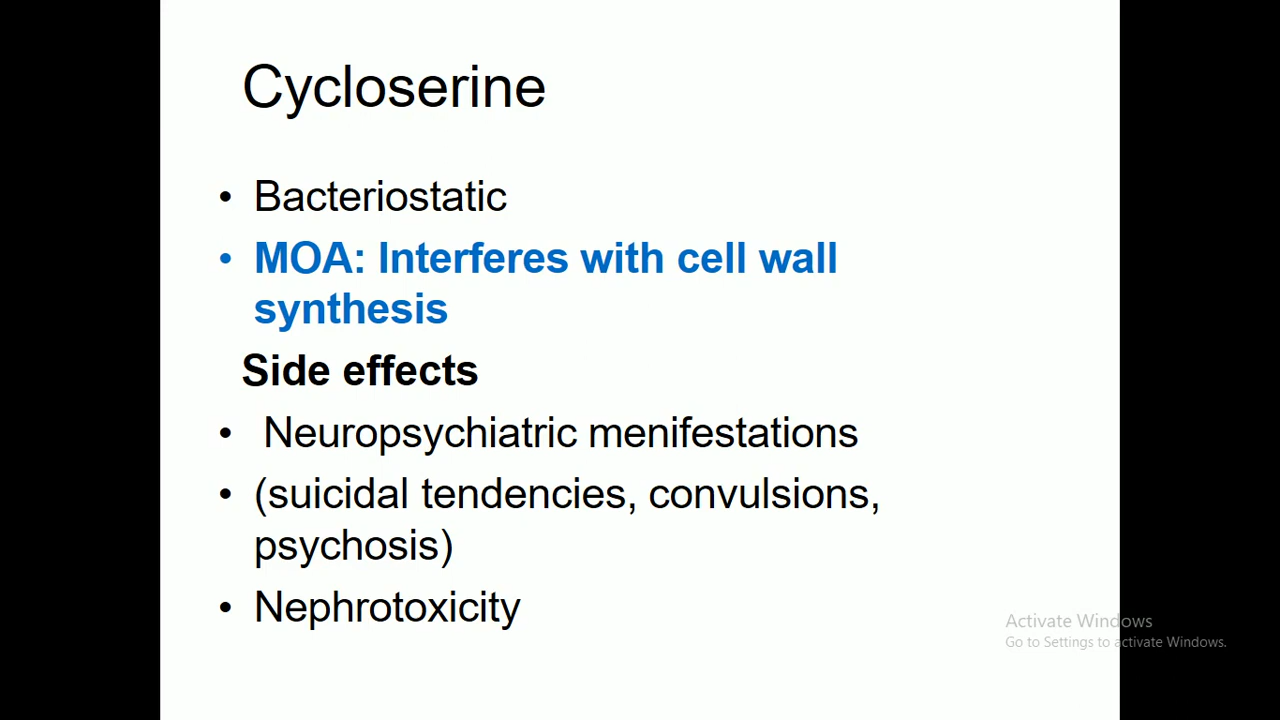 Cycloserine
• Bacteriostatic
• MOA: Interferes with cell wall
synthesis
Side effects
• Neuropsychiatric menifestations
• (suicidal tendencies, convulsions,
psychosis)
• Nephrotoxicity
Activate Windows
Go to Settings to activate Windows.